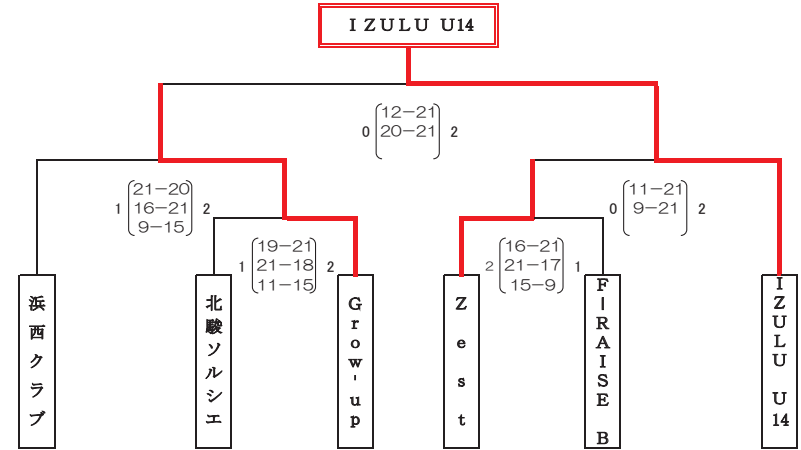 IZULU U14
12－21
0 20－21 2
21－20
1 16－21 2
9－15
11－21
0 9－21 2
19－21
1 21－18 2
11－15
16－21
2 21－17 1
15－9
浜西クラブ
北駿ソルシエ
Grow-up
Zest
F－RAISE B
IZULU U14